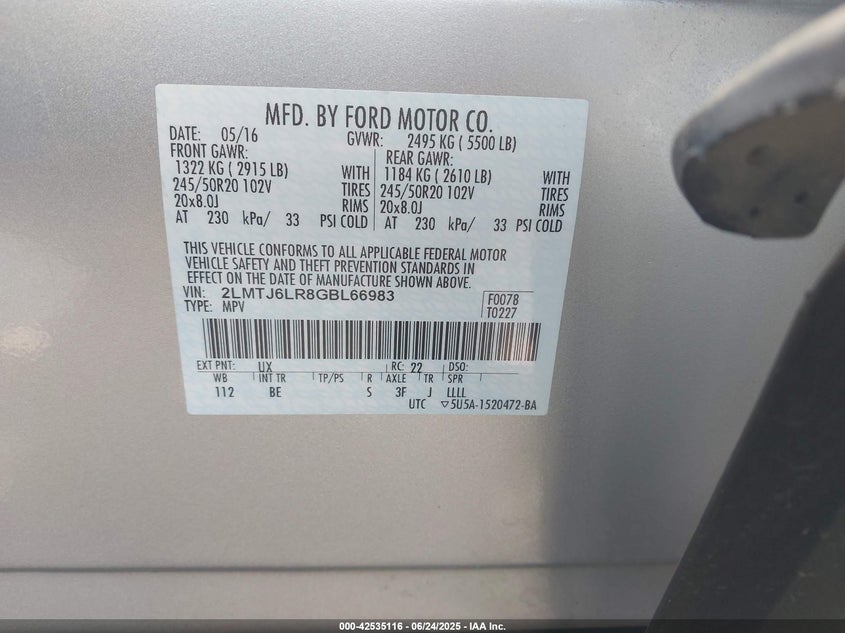 MFD. BY FORD MOTOR CO.
DATE: 05/16 GVWR: 2495 KG ( 5500 LB)
FRONT GAWR: REAR GAWR:
1322 KG ( 2915 LB) WITH 1184 KG ( 2610 LB) WITH
245/50R20 102V TIRES 245/50R20 102V TIRES
20x8.0J RIMS 20x8.0J RIMS
AT 230 kPa/ 33 PSI COLD AT 230 kPa/ 33 PSI COLD
THIS VEHICLE CONFORMS TO ALL APPLICABLE FEDERAL MOTOR
VEHICLE SAFETY AND THEFT PREVENTION STANDARDS IN
EFFECT ON THE DATE OF MANUFACTURE SHOWN ABOVE.
VIN: 2LMTJ6LR8GBL66983 F0078
TYPE: MPV T0227
EXT PNT: UX RC: 22 DSO:
WB INT TR TP/PS R AXLE TR SPR
112 BE S 3F J LLLL
UTC ▽5U5A-1520472-BA
000-42535116 - 06/24/2025 - IAA Inc.